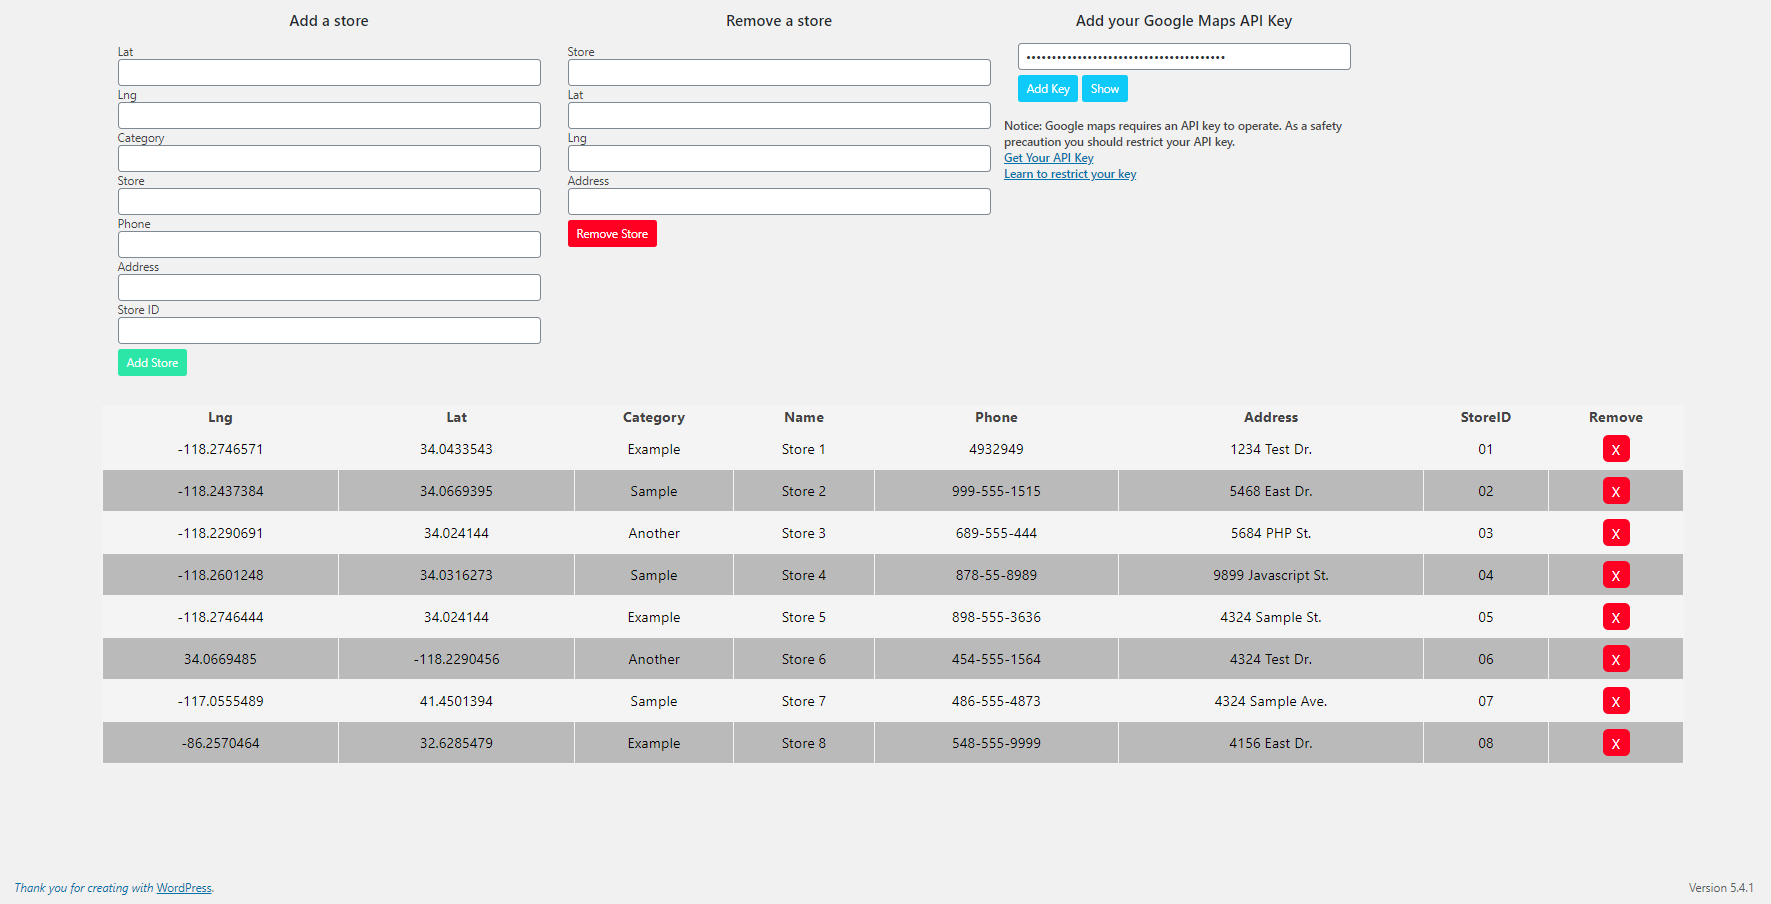 Add a store
Lat
Lng
Category
Store
Phone
Address
Store ID
Add Store
Remove a store
Store
Lat
Lng
Address
Remove Store
Add your Google Maps API Key
•••••••••••••••••••••••••••••••••••••••
Add Key Show
Notice: Google maps requires an API key to operate. As a safety
precaution you should restrict your API key.
Get Your API Key
Learn to restrict your key
Lng Lat Category Name Phone Address StoreID Remove
-118.2746571 34.0433543 Example Store 1 4932949 1234 Test Dr. 01 X
-118.2437384 34.0669395 Sample Store 2 999-555-1515 5468 East Dr. 02 X
-118.2290691 34.024144 Another Store 3 689-555-444 5684 PHP St. 03 X
-118.2601248 34.0316273 Sample Store 4 878-55-8989 9899 Javascript St. 04 X
-118.2746444 34.024144 Example Store 5 898-555-3636 4324 Sample St. 05 X
34.0669485 -118.2290456 Another Store 6 454-555-1564 4324 Test Dr. 06 X
-117.0555489 41.4501394 Sample Store 7 486-555-4873 4324 Sample Ave. 07 X
-86.2570464 32.6285479 Example Store 8 548-555-9999 4156 East Dr. 08 X
Thank you for creating with WordPress.
Version 5.4.1